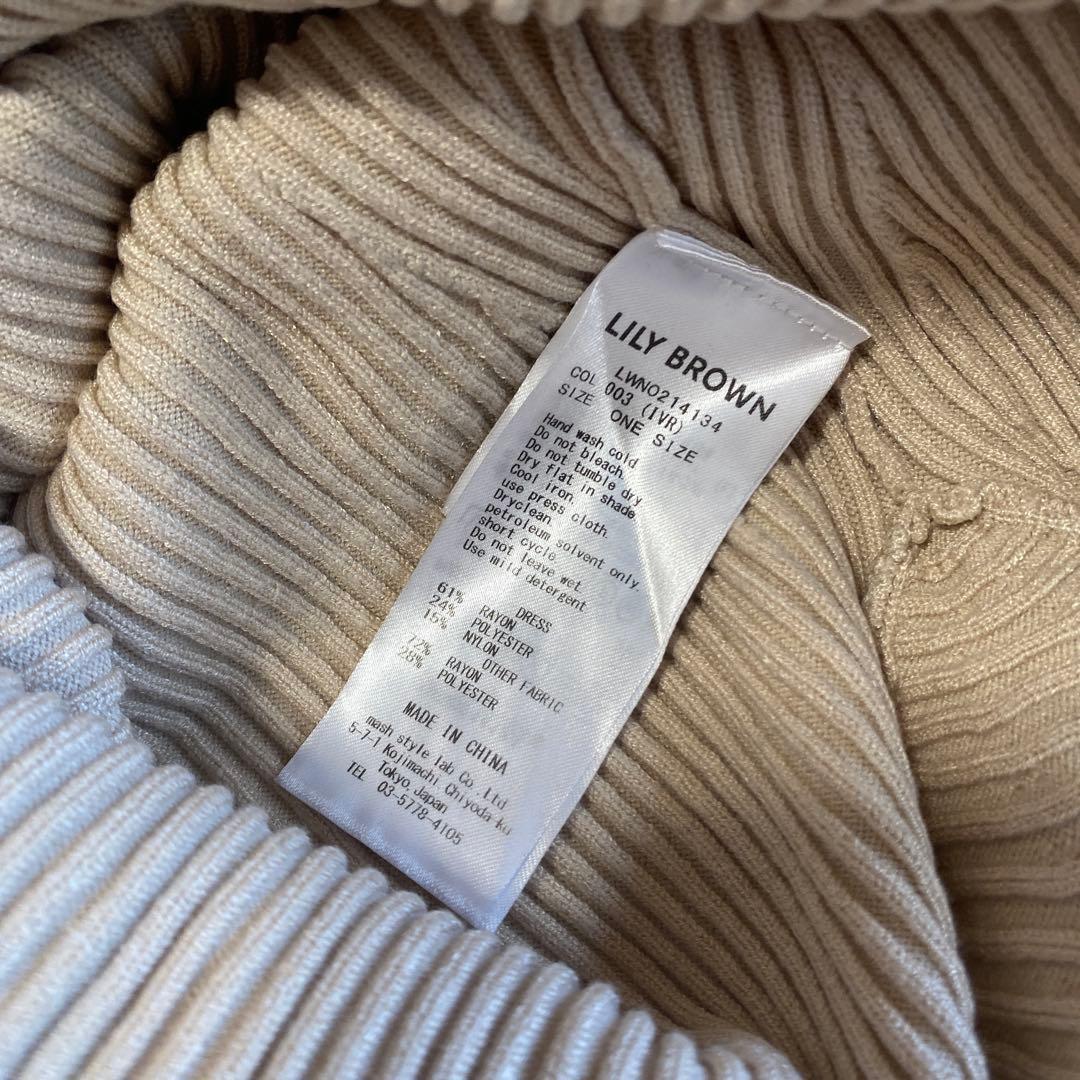 LILY BROWN
LWNO214134
COL 003 (IVR)
SIZE ONE SIZE
Hand wash cold
Do not bleach.
Do not tumble dry
Dry flat in shade
Cool iron.
use press cloth.
Dryclean
petroleum solvent only.
short cycle
Do not leave wet
Use mild detergent
DRESS
61% RAYON
24% POLYESTER
15% NYLON
OTHER FABRIC
72% RAYON
28% POLYESTER
MADE IN CHINA
mash style lab Co.,Ltd
5-7-1 Kojimachi Chiyoda-ku
Tokyo,Japan
TEL 03-5778-4105